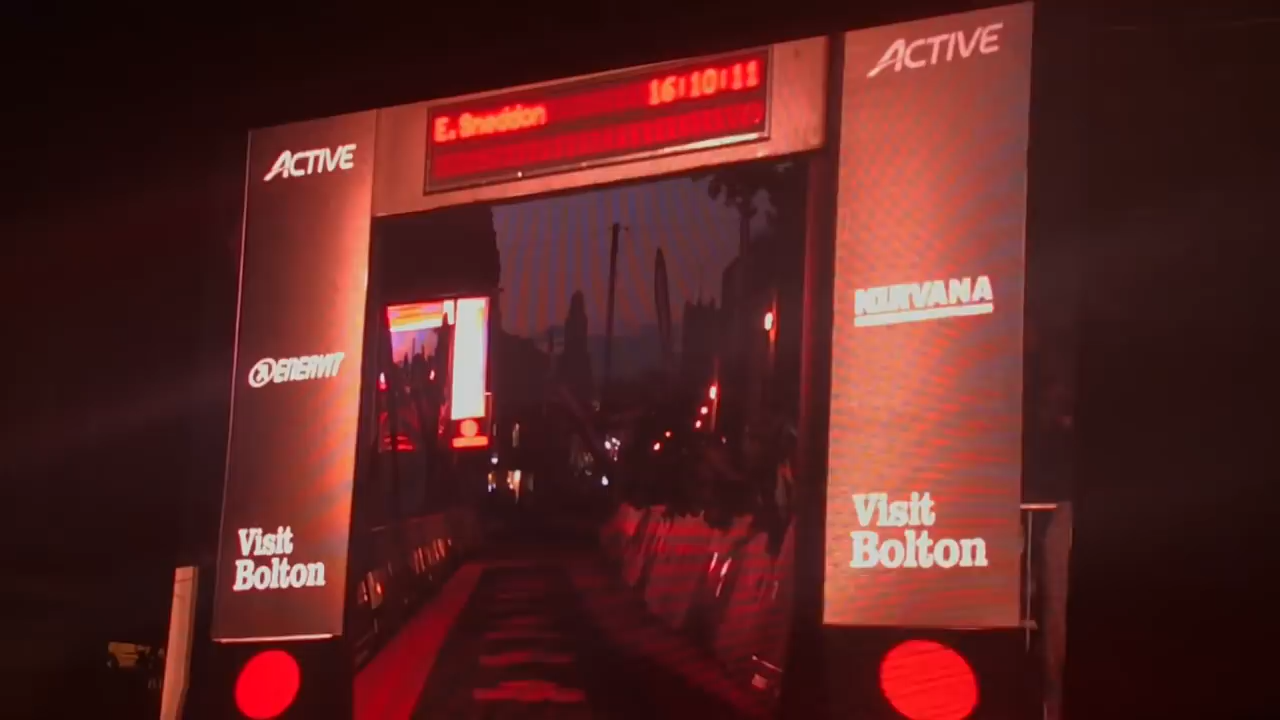 ACTIVE
E.Sneddon 16:10:11
ACTIVE
ENERVIT
NIRVANA
Visit
Bolton
Visit
Bolton